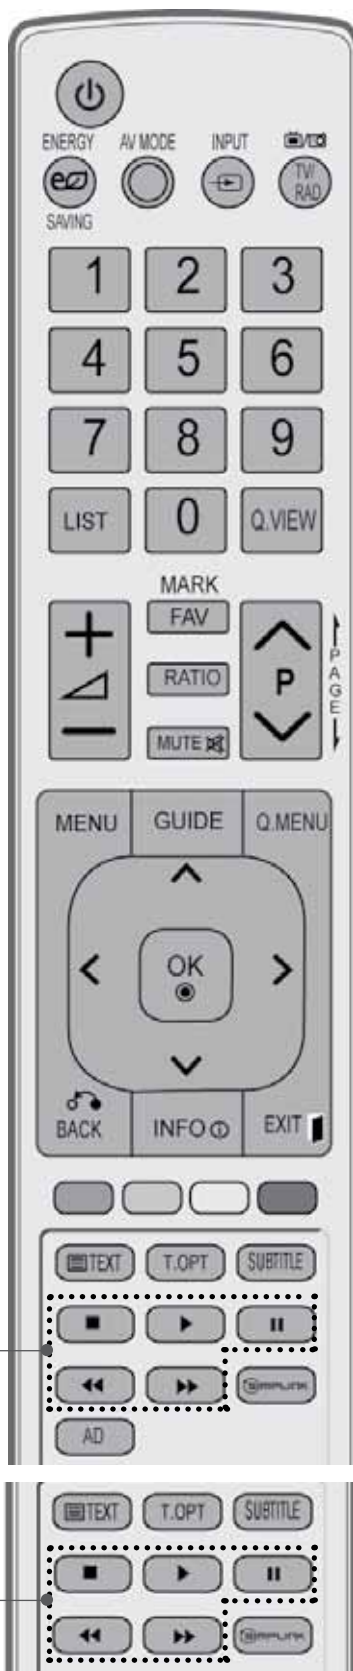 ENERGY AV MODE INPUT
TV/
RAD
SAVING
1 2 3
4 5 6
7 8 9
LIST 0 Q.VIEW
MARK
FAV
RATIO
P
PAGE
MUTE
MENU GUIDE Q.MENU
OK
BACK INFO EXIT
TEXT T.OPT SUBTITLE
SIMPLINK
AD
TEXT T.OPT SUBTITLE
SIMPLINK